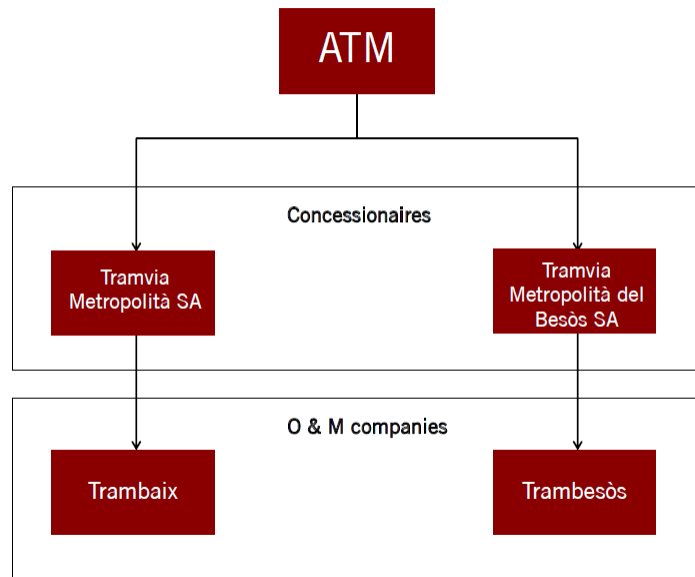 ATM
Concessionaires
Tramvia
Metropolità SA
Tramvia
Metropolità del
Besòs SA
O & M companies
Trambaix
Trambesòs